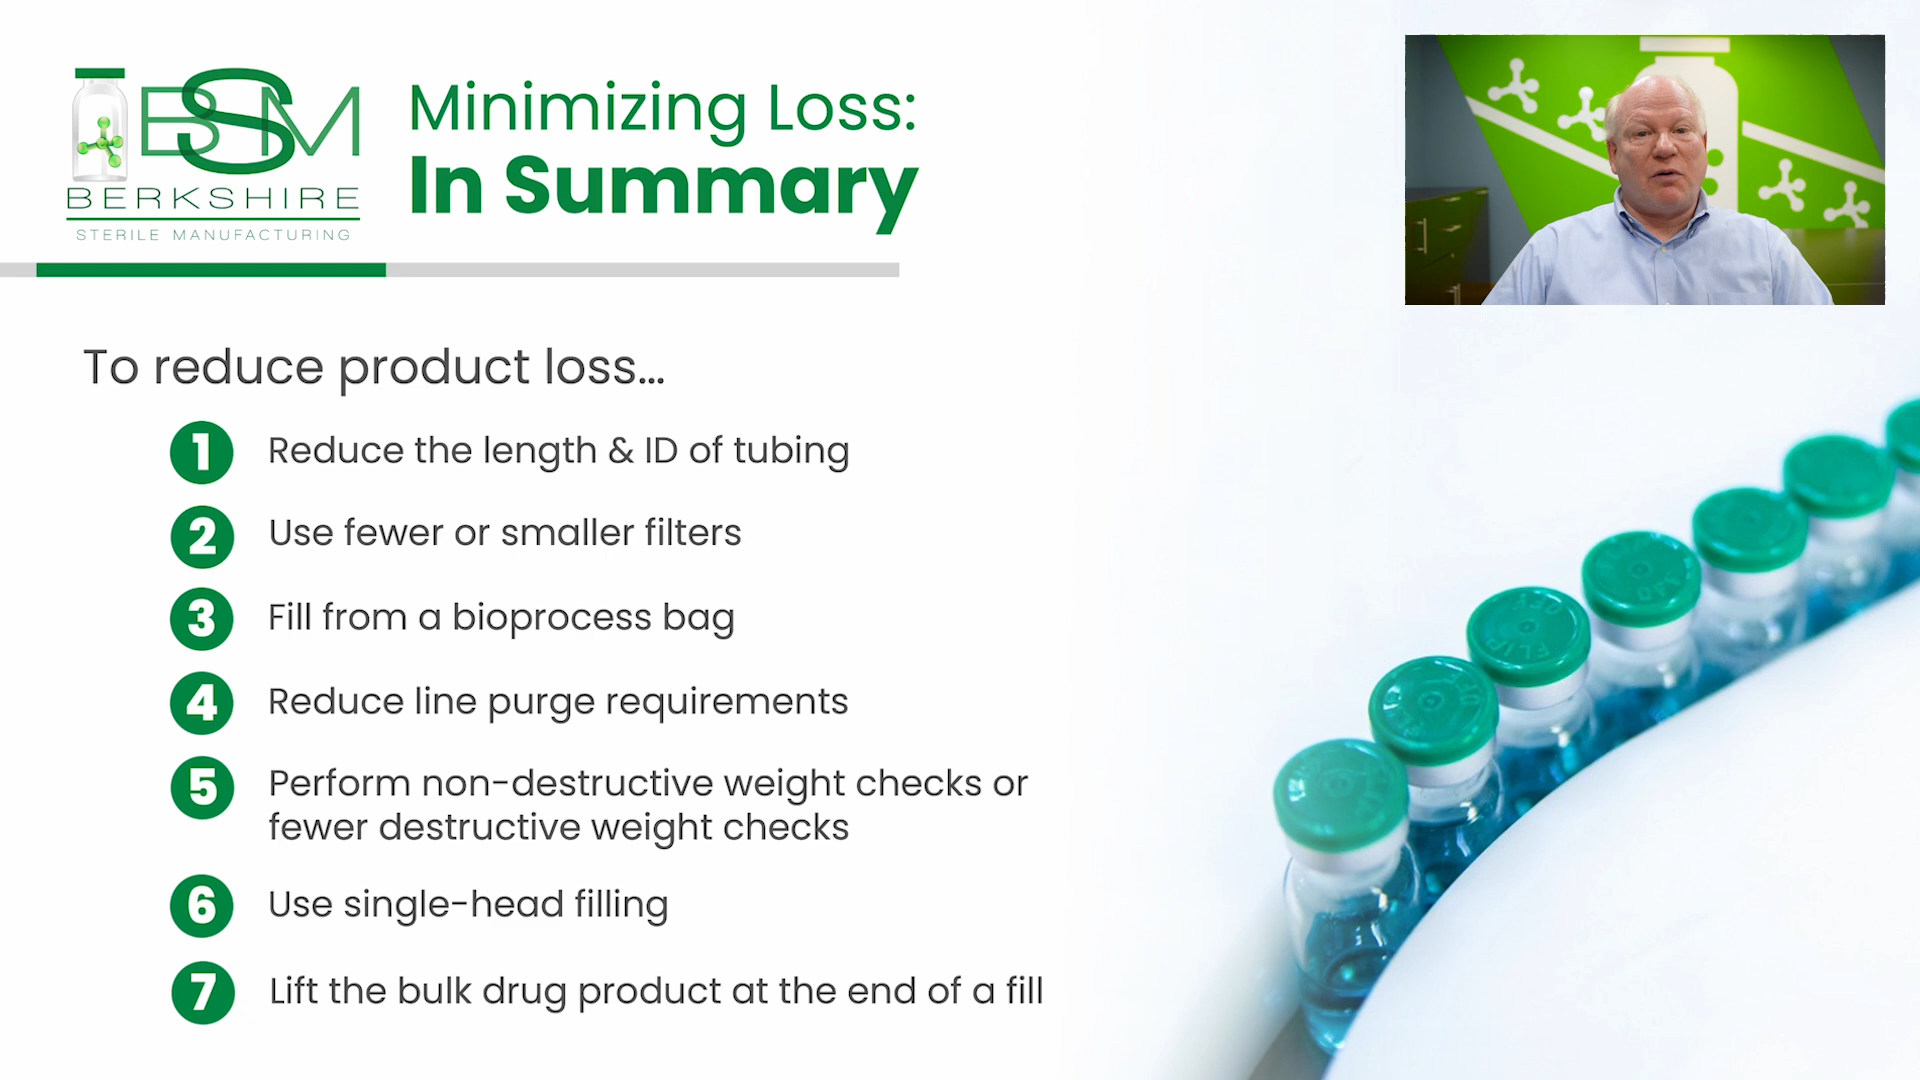 BSM
BERKSHIRE
STERILE MANUFACTURING
Minimizing Loss:
In Summary
To reduce product loss...
1 Reduce the length & ID of tubing
2 Use fewer or smaller filters
3 Fill from a bioprocess bag
4 Reduce line purge requirements
5 Perform non-destructive weight checks or
fewer destructive weight checks
6 Use single-head filling
7 Lift the bulk drug product at the end of a fill
FLIP OFF